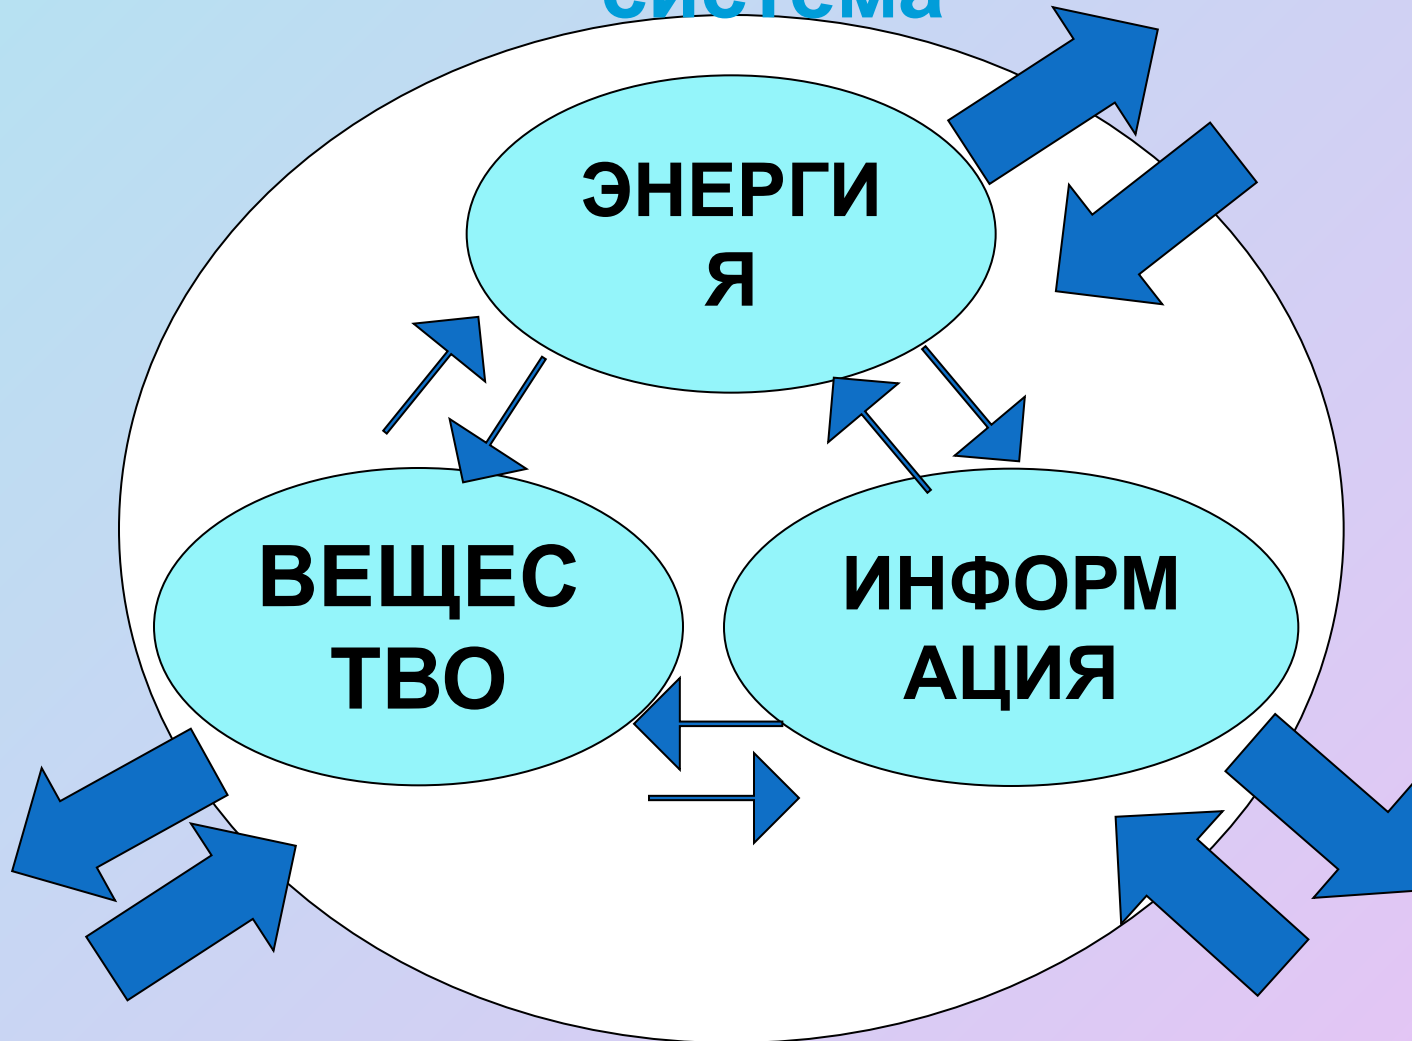 система
ЭНЕРГИ
Я
ВЕЩЕС
ТВО
ИНФОРМ
АЦИЯ